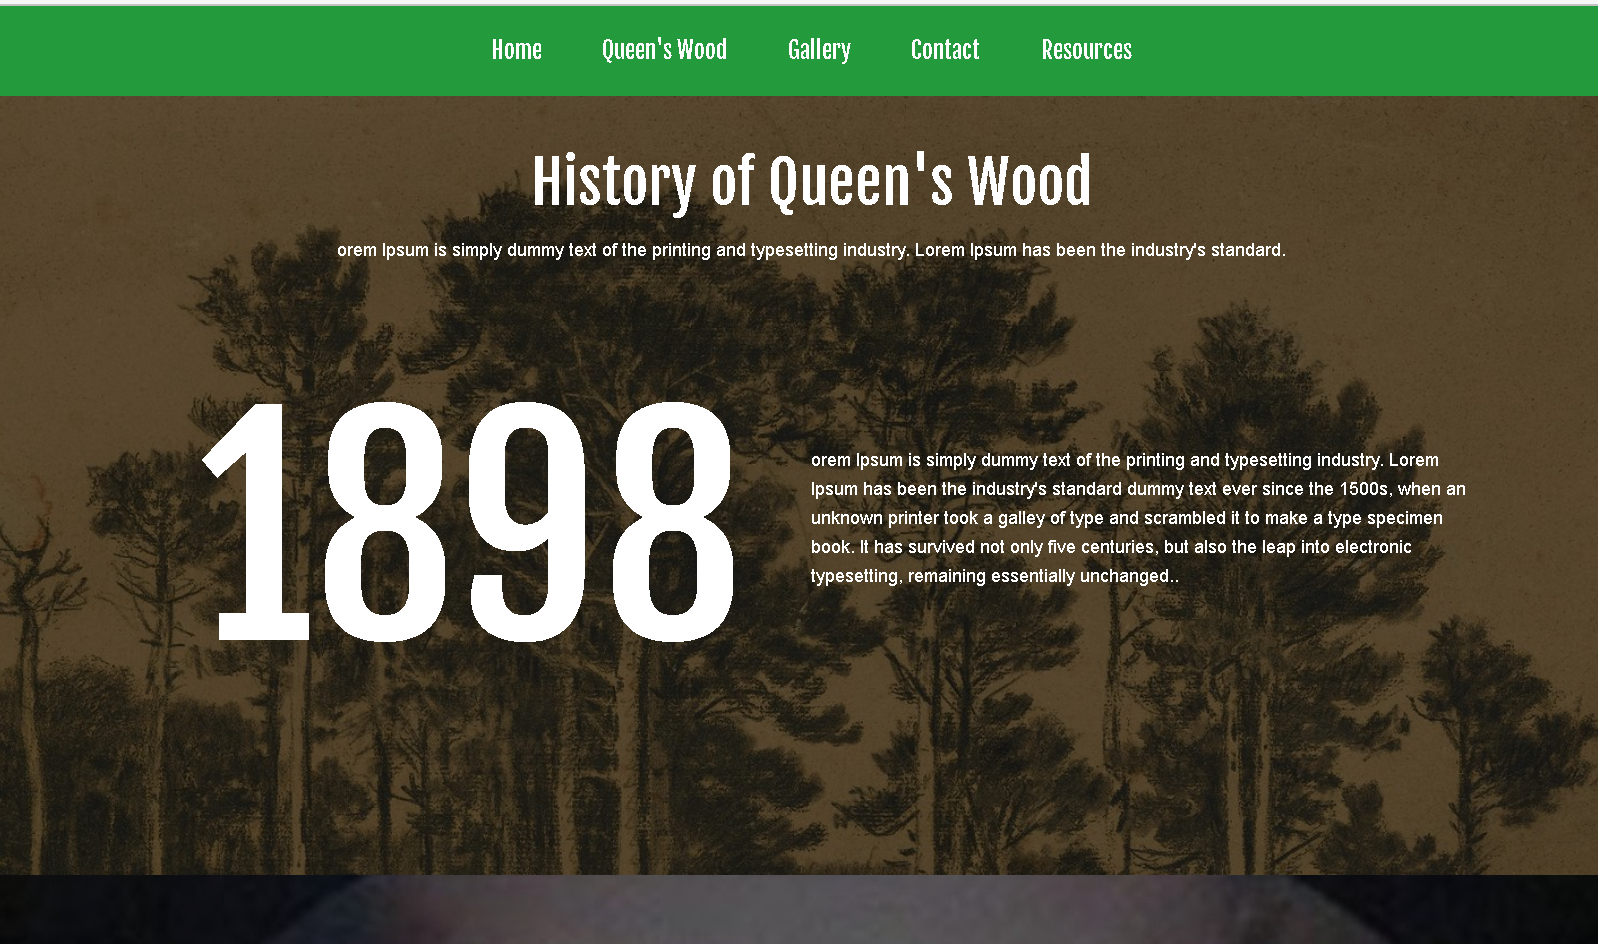 Home Queen's Wood Gallery Contact Resources
History of Queen's Wood
orem Ipsum is simply dummy text of the printing and typesetting industry. Lorem Ipsum has been the industry's standard.
1898
orem Ipsum is simply dummy text of the printing and typesetting industry. Lorem
Ipsum has been the industry's standard dummy text ever since the 1500s, when an
unknown printer took a galley of type and scrambled it to make a type specimen
book. It has survived not only five centuries, but also the leap into electronic
typesetting, remaining essentially unchanged..